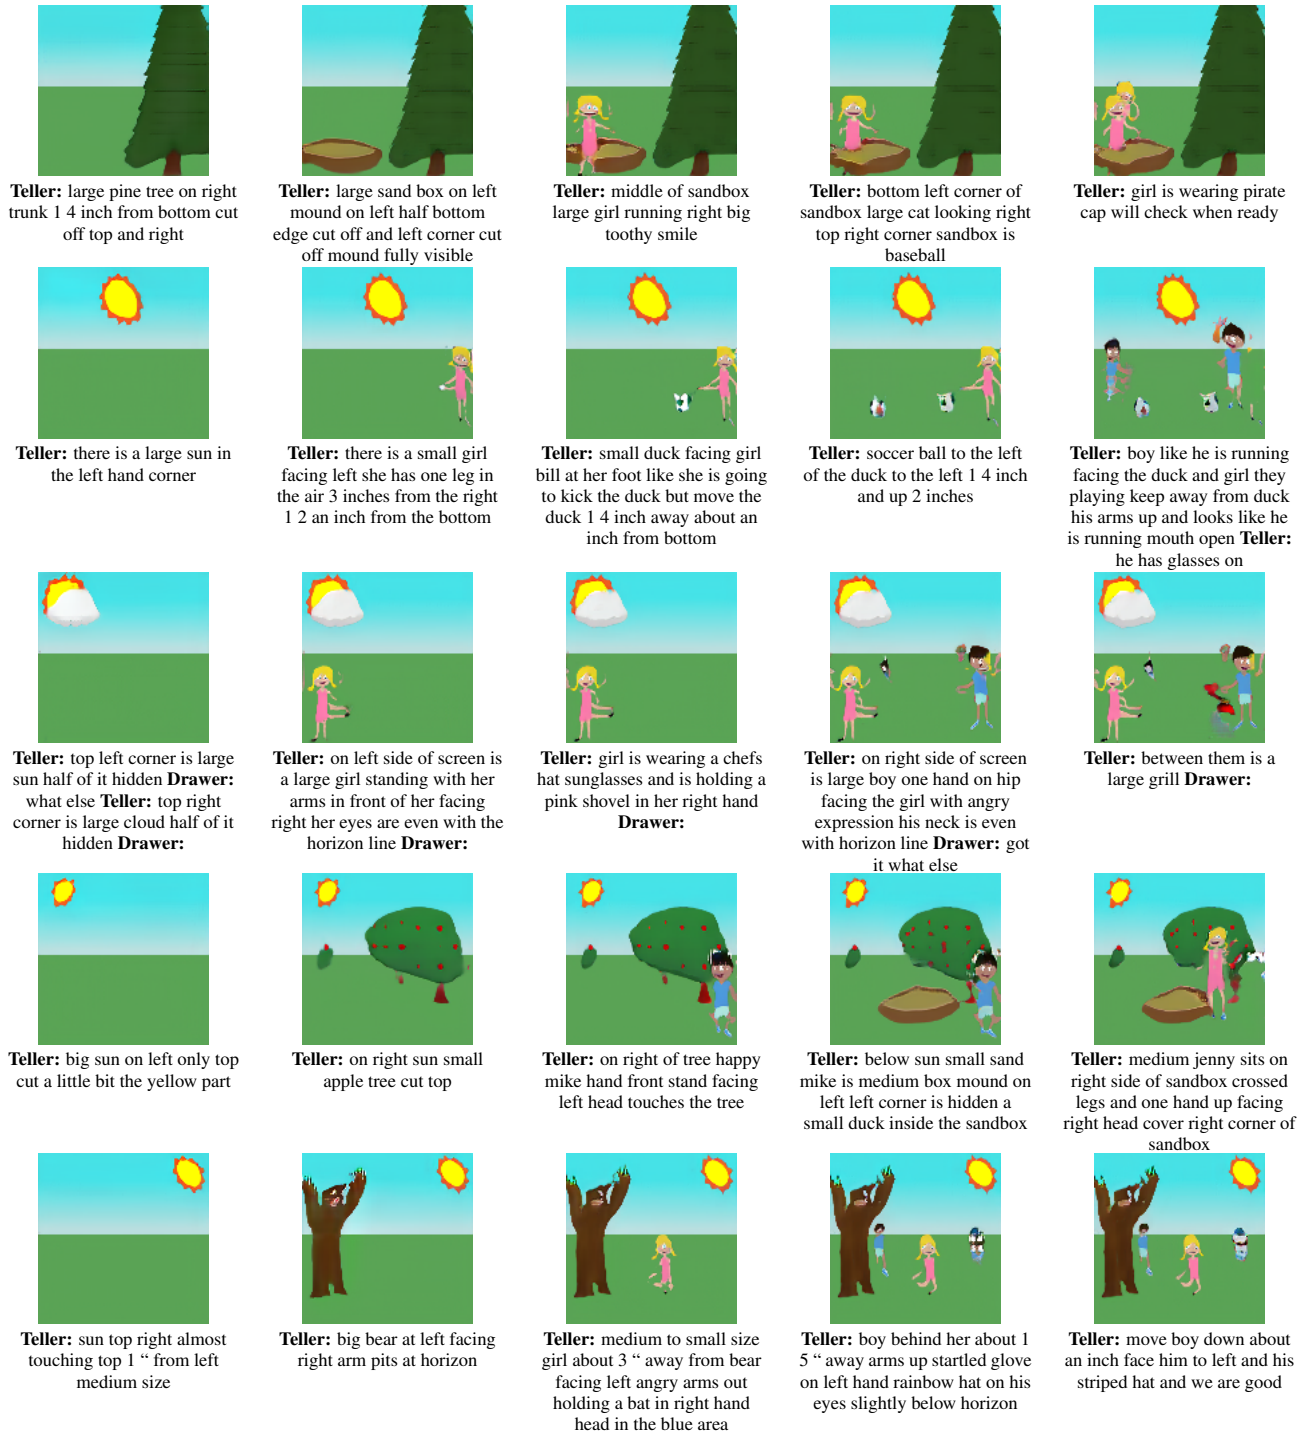 Teller: large pine tree on right
trunk 1 4 inch from bottom cut
off top and right
Teller: large sand box on left
mound on left half bottom
edge cut off and left corner cut
off mound fully visible
Teller: middle of sandbox
large girl running right big
toothy smile
Teller: bottom left corner of
sandbox large cat looking right
top right corner sandbox is
baseball
Teller: girl is wearing pirate
cap will check when ready
Teller: there is a large sun in
the left hand corner
Teller: there is a small girl
facing left she has one leg in
the air 3 inches from the right
1 2 an inch from the bottom
Teller: small duck facing girl
bill at her foot like she is going
to kick the duck but move the
duck 1 4 inch away about an
inch from bottom
Teller: soccer ball to the left
of the duck to the left 1 4 inch
and up 2 inches
Teller: boy like he is running
facing the duck and girl they
playing keep away from duck
his arms up and looks like he
is running mouth open Teller:
he has glasses on
Teller: top left corner is large
sun half of it hidden Drawer:
what else Teller: top right
corner is large cloud half of it
hidden Drawer:
Teller: on left side of screen is
a large girl standing with her
arms in front of her facing
right her eyes are even with the
horizon line Drawer:
Teller: girl is wearing a chefs
hat sunglasses and is holding a
pink shovel in her right hand
Drawer:
Teller: on right side of screen
is large boy one hand on hip
facing the girl with angry
expression his neck is even
with horizon line Drawer: got
it what else
Teller: between them is a
large grill Drawer:
Teller: big sun on left only top
cut a little bit the yellow part
Teller: on right sun small
apple tree cut top
Teller: on right of tree happy
mike hand front stand facing
left head touches the tree
Teller: below sun small sand
mike is medium box mound on
left left corner is hidden a
small duck inside the sandbox
Teller: medium jenny sits on
right side of sandbox crossed
legs and one hand up facing
right head cover right corner of
sandbox
Teller: sun top right almost
touching top 1 “ from left
medium size
Teller: big bear at left facing
right arm pits at horizon
Teller: medium to small size
girl about 3 “ away from bear
facing left angry arms out
holding a bat in right hand
head in the blue area
Teller: boy behind her about 1
5 “ away arms up startled glove
on left hand rainbow hat on his
eyes slightly below horizon
Teller: move boy down about
an inch face him to left and his
striped hat and we are good